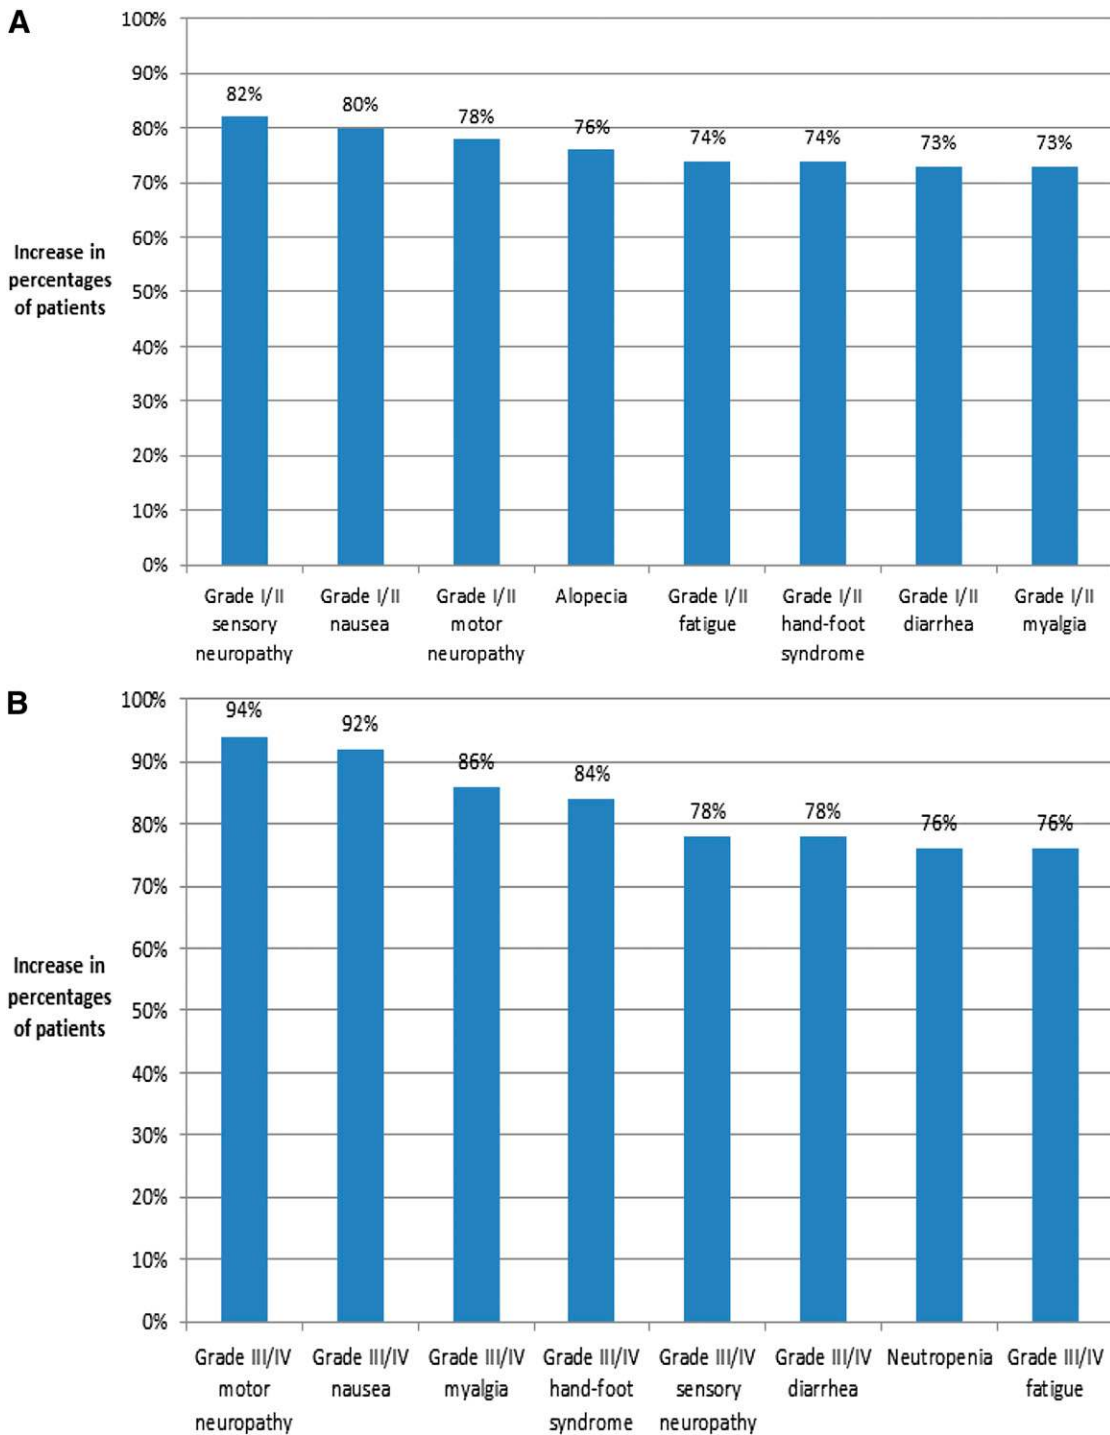 A
100%
90%
80%
70%
60%
50%
40%
30%
20%
10%
0%
Increase in
percentages
of patients
82%
80%
78%
76%
74%
74%
73%
73%
Grade I/II
sensory
neuropathy
Grade I/II
nausea
Grade I/II
motor
neuropathy
Alopecia
Grade I/II
fatigue
Grade I/II
hand-foot
syndrome
Grade I/II
diarrhea
Grade I/II
myalgia
B
100%
90%
80%
70%
60%
50%
40%
30%
20%
10%
0%
Increase in
percentages
of patients
94%
92%
86%
84%
78%
78%
76%
76%
Grade III/IV
motor
neuropathy
Grade III/IV
nausea
Grade III/IV
myalgia
Grade III/IV
hand-foot
syndrome
Grade III/IV
sensory
neuropathy
Grade III/IV
diarrhea
Neutropenia
Grade III/IV
fatigue